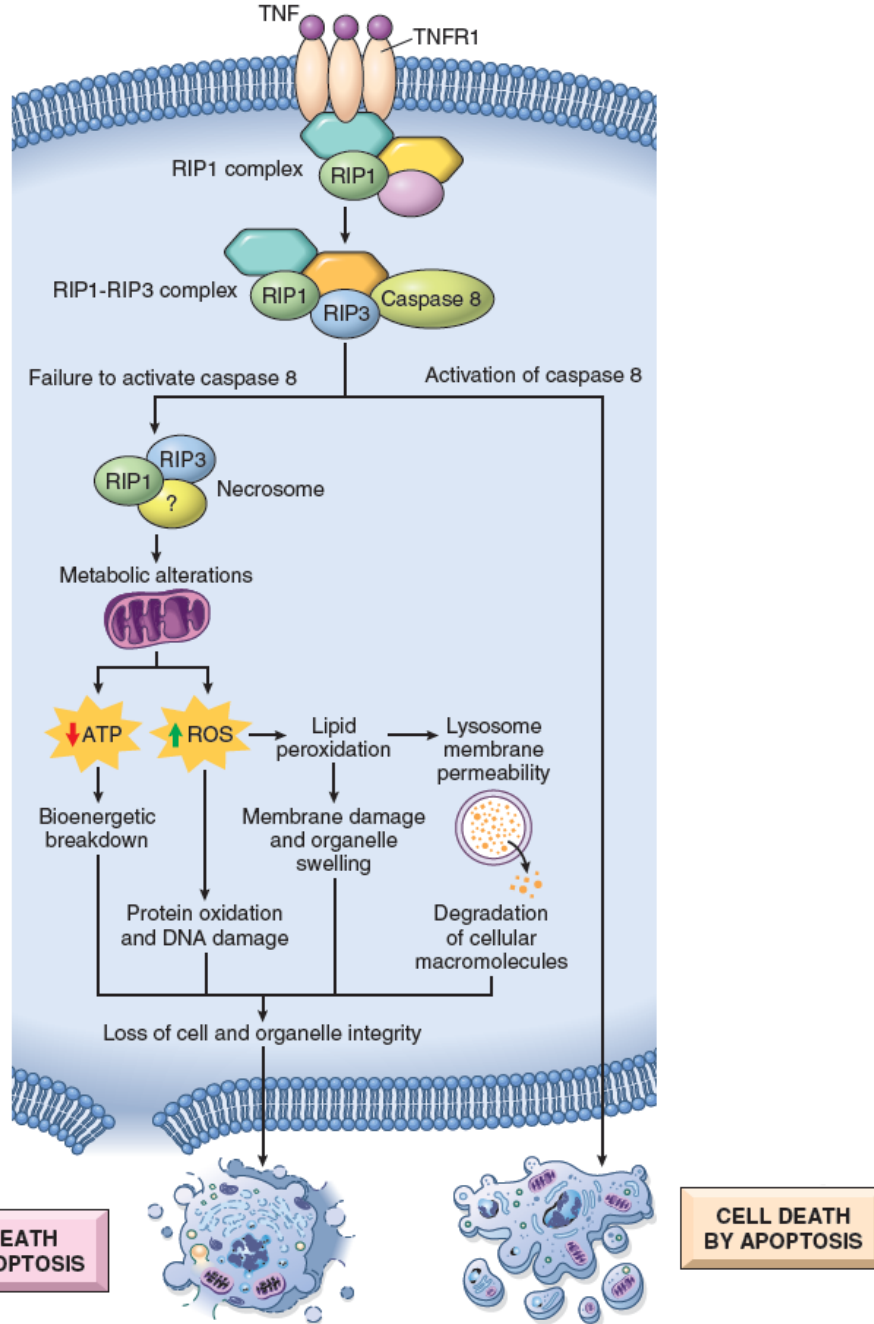 TNF
TNFR1
RIP1 complex
RIP1
RIP1-RIP3 complex
RIP1
RIP3
Caspase 8
Failure to activate caspase 8
Activation of caspase 8
RIP3
RIP1
?
Necrosome
Metabolic alterations
ATP
ROS
Lipid
peroxidation
Lysosome
membrane
permeability
Bioenergetic
breakdown
Membrane damage
and organelle
swelling
Protein oxidation
and DNA damage
Degradation
of cellular
macromolecules
Loss of cell and organelle integrity
EATH
OPTOSIS
CELL DEATH
BY APOPTOSIS